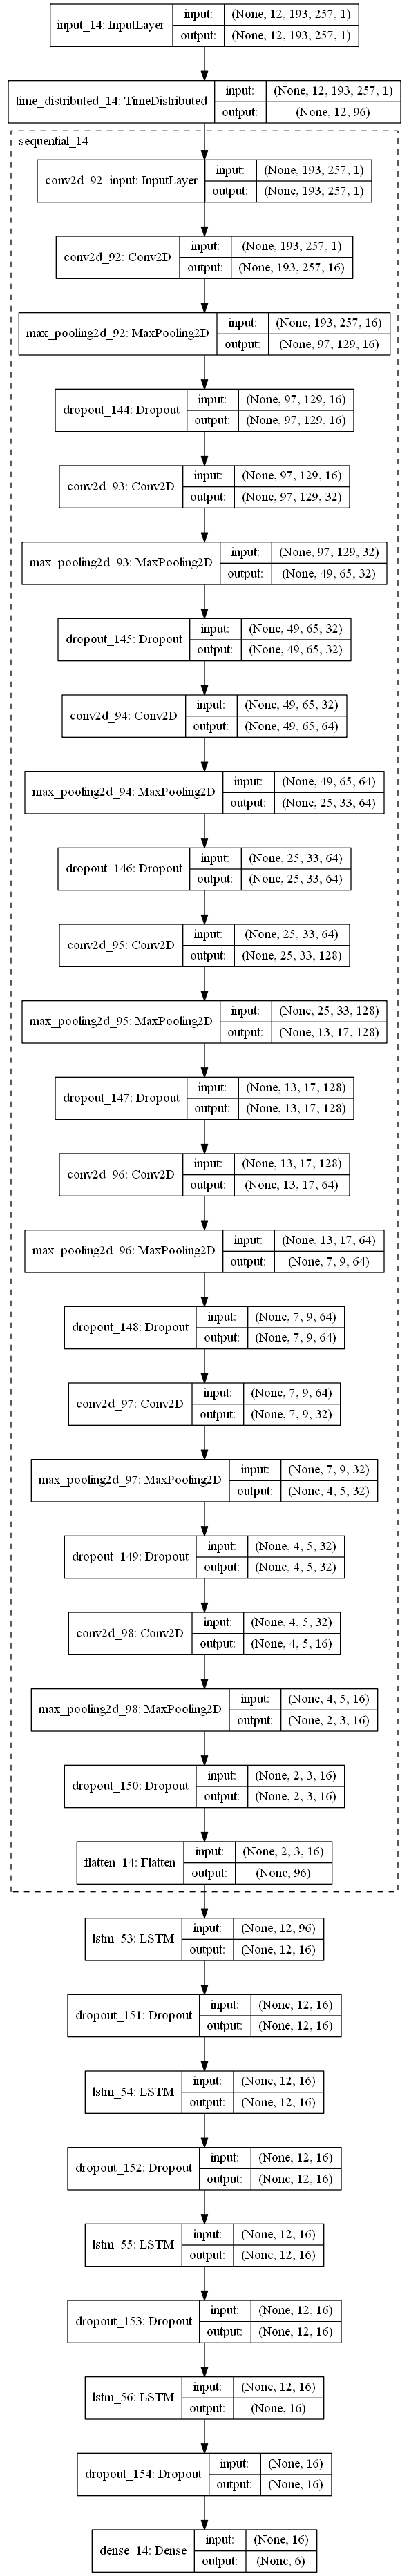 input_14: InputLayer
input: (None, 12, 193, 257, 1)
output: (None, 12, 193, 257, 1)
time_distributed_14: TimeDistributed
input: (None, 12, 193, 257, 1)
output: (None, 12, 96)
sequential_14
conv2d_92_input: InputLayer
input: (None, 193, 257, 1)
output: (None, 193, 257, 1)
conv2d_92: Conv2D
input: (None, 193, 257, 1)
output: (None, 193, 257, 16)
max_pooling2d_92: MaxPooling2D
input: (None, 193, 257, 16)
output: (None, 97, 129, 16)
dropout_144: Dropout
input: (None, 97, 129, 16)
output: (None, 97, 129, 16)
conv2d_93: Conv2D
input: (None, 97, 129, 16)
output: (None, 97, 129, 32)
max_pooling2d_93: MaxPooling2D
input: (None, 97, 129, 32)
output: (None, 49, 65, 32)
dropout_145: Dropout
input: (None, 49, 65, 32)
output: (None, 49, 65, 32)
conv2d_94: Conv2D
input: (None, 49, 65, 32)
output: (None, 49, 65, 64)
max_pooling2d_94: MaxPooling2D
input: (None, 49, 65, 64)
output: (None, 25, 33, 64)
dropout_146: Dropout
input: (None, 25, 33, 64)
output: (None, 25, 33, 64)
conv2d_95: Conv2D
input: (None, 25, 33, 64)
output: (None, 25, 33, 128)
max_pooling2d_95: MaxPooling2D
input: (None, 25, 33, 128)
output: (None, 13, 17, 128)
dropout_147: Dropout
input: (None, 13, 17, 128)
output: (None, 13, 17, 128)
conv2d_96: Conv2D
input: (None, 13, 17, 128)
output: (None, 13, 17, 64)
max_pooling2d_96: MaxPooling2D
input: (None, 13, 17, 64)
output: (None, 7, 9, 64)
dropout_148: Dropout
input: (None, 7, 9, 64)
output: (None, 7, 9, 64)
conv2d_97: Conv2D
input: (None, 7, 9, 64)
output: (None, 7, 9, 32)
max_pooling2d_97: MaxPooling2D
input: (None, 7, 9, 32)
output: (None, 4, 5, 32)
dropout_149: Dropout
input: (None, 4, 5, 32)
output: (None, 4, 5, 32)
conv2d_98: Conv2D
input: (None, 4, 5, 32)
output: (None, 4, 5, 16)
max_pooling2d_98: MaxPooling2D
input: (None, 4, 5, 16)
output: (None, 2, 3, 16)
dropout_150: Dropout
input: (None, 2, 3, 16)
output: (None, 2, 3, 16)
flatten_14: Flatten
input: (None, 2, 3, 16)
output: (None, 96)
lstm_53: LSTM
input: (None, 12, 96)
output: (None, 12, 16)
dropout_151: Dropout
input: (None, 12, 16)
output: (None, 12, 16)
lstm_54: LSTM
input: (None, 12, 16)
output: (None, 12, 16)
dropout_152: Dropout
input: (None, 12, 16)
output: (None, 12, 16)
lstm_55: LSTM
input: (None, 12, 16)
output: (None, 12, 16)
dropout_153: Dropout
input: (None, 12, 16)
output: (None, 12, 16)
lstm_56: LSTM
input: (None, 12, 16)
output: (None, 16)
dropout_154: Dropout
input: (None, 16)
output: (None, 16)
dense_14: Dense
input: (None, 16)
output: (None, 6)